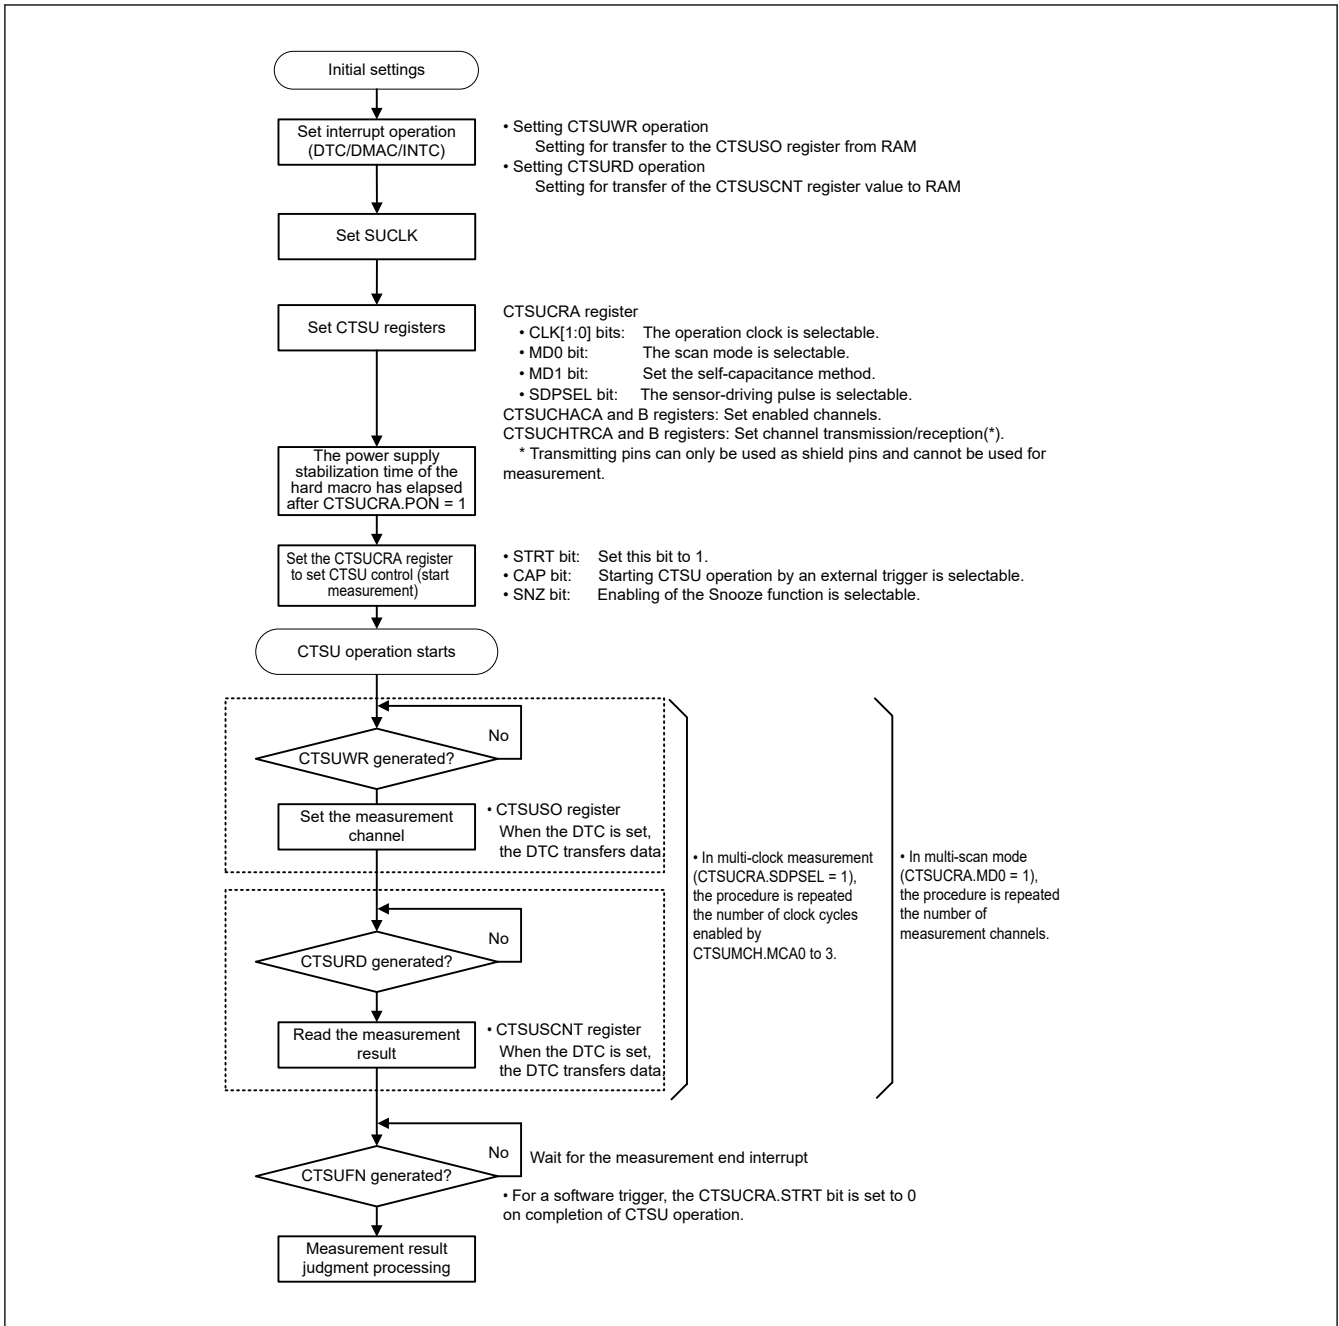 Initial settings
Set interrupt operation
(DTC/DMAC/INTC)
• Setting CTSUWR operation
Setting for transfer to the CTSUSO register from RAM
• Setting CTSURD operation
Setting for transfer of the CTSUSCNT register value to RAM
Set SUCLK
Set CTSU registers
CTSUCRA register
• CLK[1:0] bits: The operation clock is selectable.
• MD0 bit: The scan mode is selectable.
• MD1 bit: Set the self-capacitance method.
• SDPSEL bit: The sensor-driving pulse is selectable.
CTSUCHACA and B registers: Set enabled channels.
CTSUCHTRCA and B registers: Set channel transmission/reception(*).
* Transmitting pins can only be used as shield pins and cannot be used for
measurement.
The power supply
stabilization time of the
hard macro has elapsed
after CTSUCRA.PON = 1
Set the CTSUCRA register
to set CTSU control (start
measurement)
• STRT bit: Set this bit to 1.
• CAP bit: Starting CTSU operation by an external trigger is selectable.
• SNZ bit: Enabling of the Snooze function is selectable.
CTSU operation starts
No
CTSUWR generated?
Set the measurement
channel
• CTSUSO register
When the DTC is set,
the DTC transfers data
No
CTSURD generated?
Read the measurement
result
• CTSUSCNT register
When the DTC is set,
the DTC transfers data
• In multi-clock measurement
(CTSUCRA.SDPSEL = 1),
the procedure is repeated
the number of clock cycles
enabled by
CTSUMCH.MCA0 to 3.
• In multi-scan mode
(CTSUCRA.MD0 = 1),
the procedure is repeated
the number of
measurement channels.
No
Wait for the measurement end interrupt
CTSUFN generated?
• For a software trigger, the CTSUCRA.STRT bit is set to 0
on completion of CTSU operation.
Measurement result
judgment processing